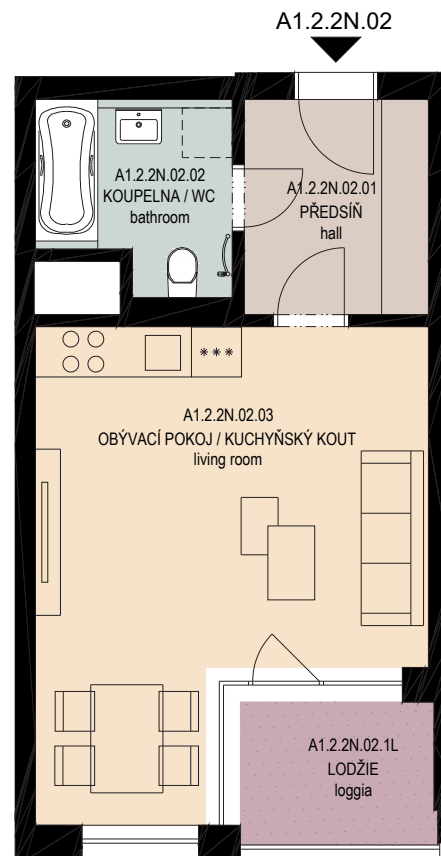 A1.2.2N.02
A1.2.2N.02.02
KOUPELNA / WC
bathroom
A1.2.2N.02.01
PŘEDSÍŇ
hall
***
A1.2.2N.02.03
OBÝVACÍ POKOJ / KUCHYŇSKÝ KOUT
living room
A1.2.2N.02.1L
LODŽIE
loggia